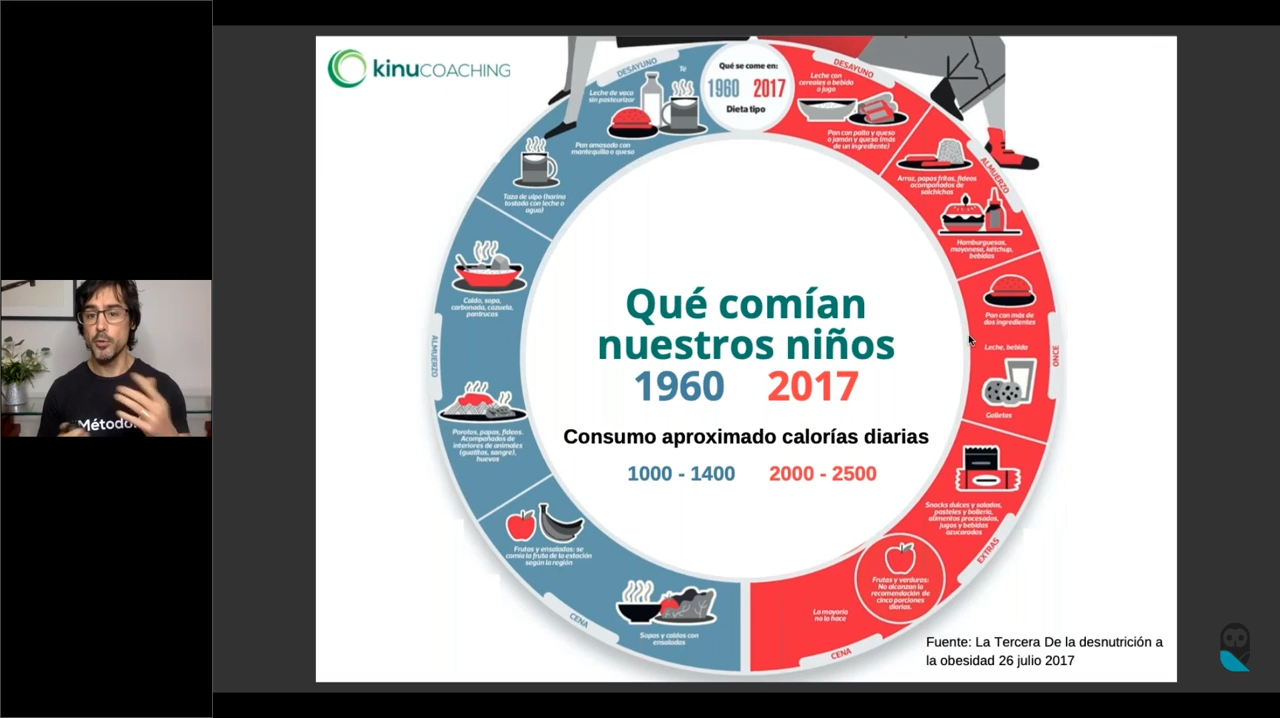 kinuCOACHING
Qué se come en:
1960 2017
Dieta tipo
DESAYUNO
Té
Leche de vaca
sin pasteurizar
Pan amasado con
mantequilla o queso
Taza de ulpo (harina
tostada con leche o
agua)
ALMUERZO
Caldo, sopa,
carbonada, cazuela,
pantrucas
Porotos, papas, fideos.
Acompañados de
interiores de animales
(guatitas, sangre),
huevos
Frutas y ensaladas: se
comía la fruta de la estación
según la región
CENA
Sopas y caldos con
ensaladas
DESAYUNO
Leche con
cereales o bebida
o jugo
Pan con palta y queso
o jamón y queso (más
de un ingrediente)
ALMUERZO
Arroz, papas fritas, fideos
acompañados de
salchichas
Hamburguesas,
mayonesa, kétchup,
bebidas
ONCE
Pan con más de
dos ingredientes
Leche, bebida
Galletas
EXTRAS
Snacks dulces y salados,
pasteles y bollería,
alimentos procesados,
jugos y bebidas
azucaradas
Frutas y verduras:
No alcanzan la
recomendación de
cinco porciones
diarias.
La mayoría
no la hace
CENA
Qué comían
nuestros niños
1960 2017
Consumo aproximado calorías diarias
1000 - 1400 2000 - 2500
Fuente: La Tercera De la desnutrición a
la obesidad 26 julio 2017
#Método